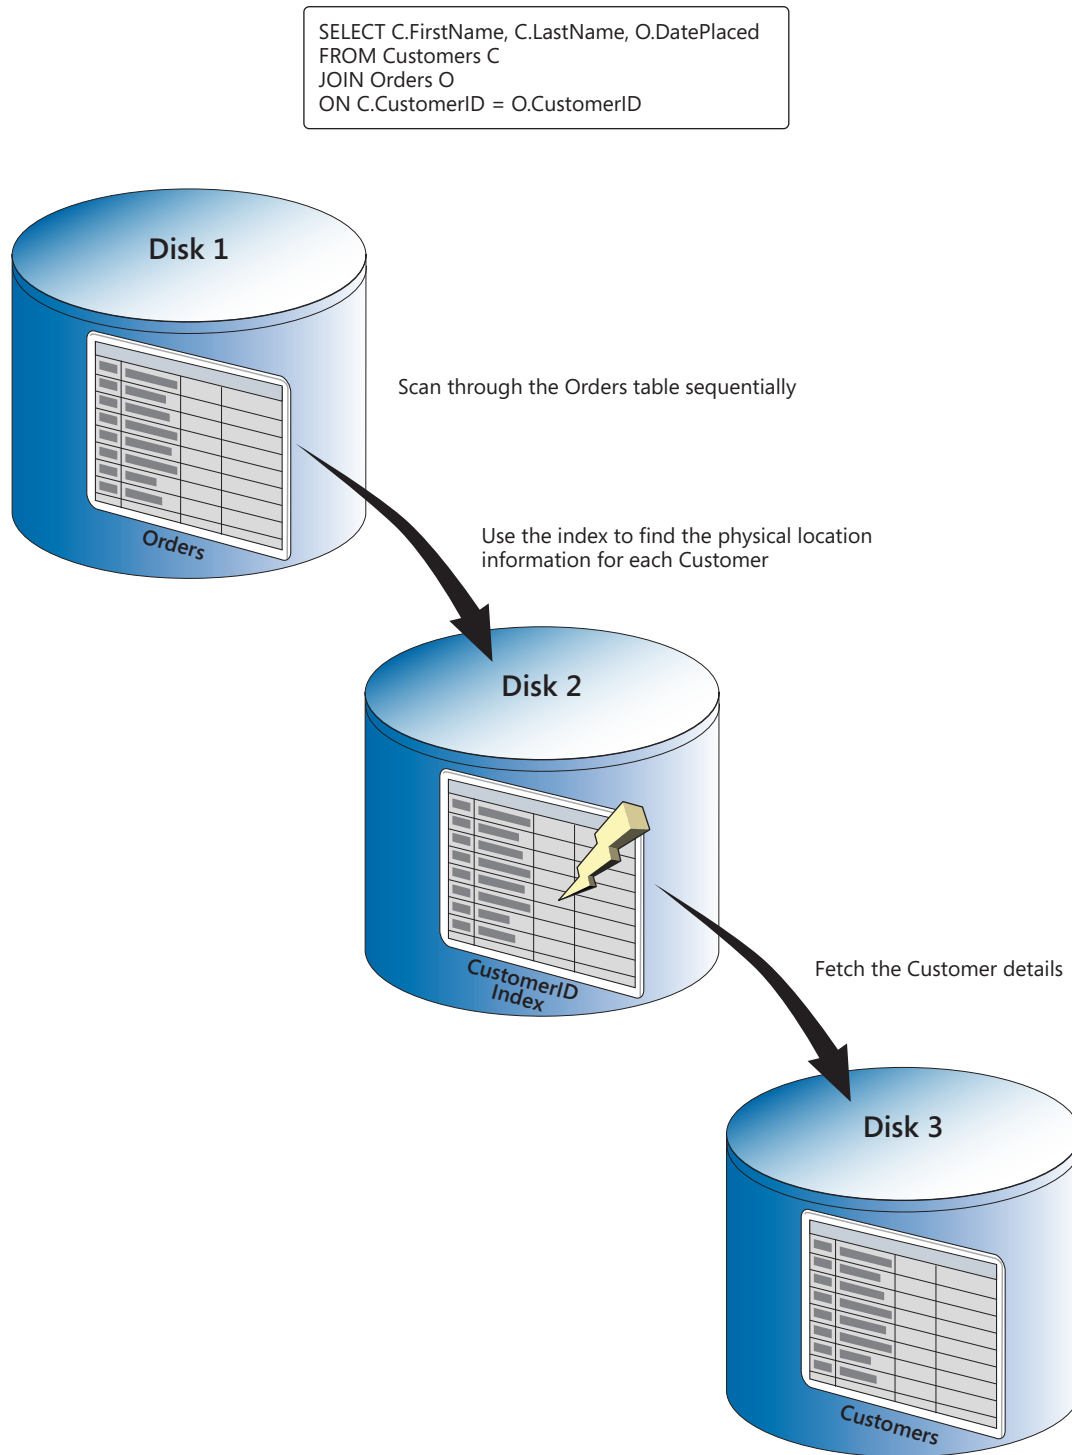 SELECT C.FirstName, C.LastName, O.DatePlaced
FROM Customers C
JOIN Orders O
ON C.CustomerID = O.CustomerID
Disk 1
Scan through the Orders table sequentially
Orders
Use the index to find the physical location
information for each Customer
Disk 2
CustomerID
Index
Fetch the Customer details
Disk 3
Customers